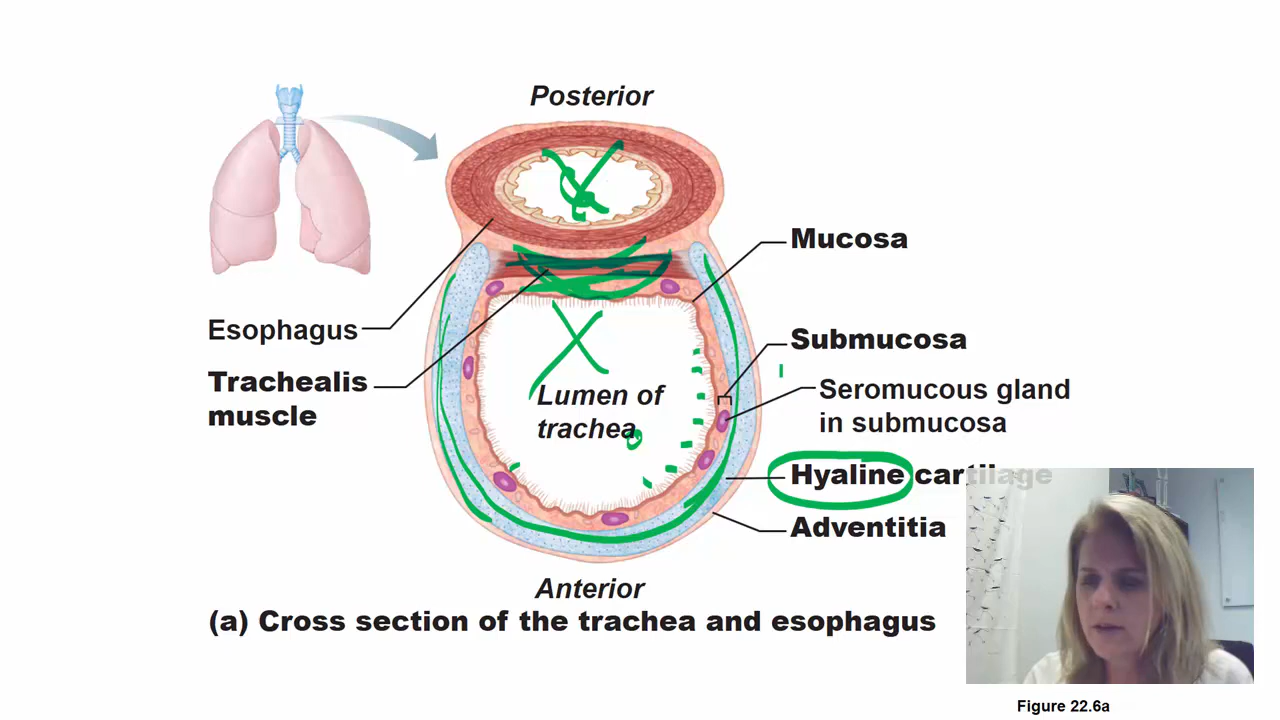 Posterior
Mucosa
Esophagus
Submucosa
Trachealis
muscle
Lumen of
trachea
Seromucous gland
in submucosa
Hyaline cartilage
Adventitia
Anterior
(a) Cross section of the trachea and esophagus
Figure 22.6a